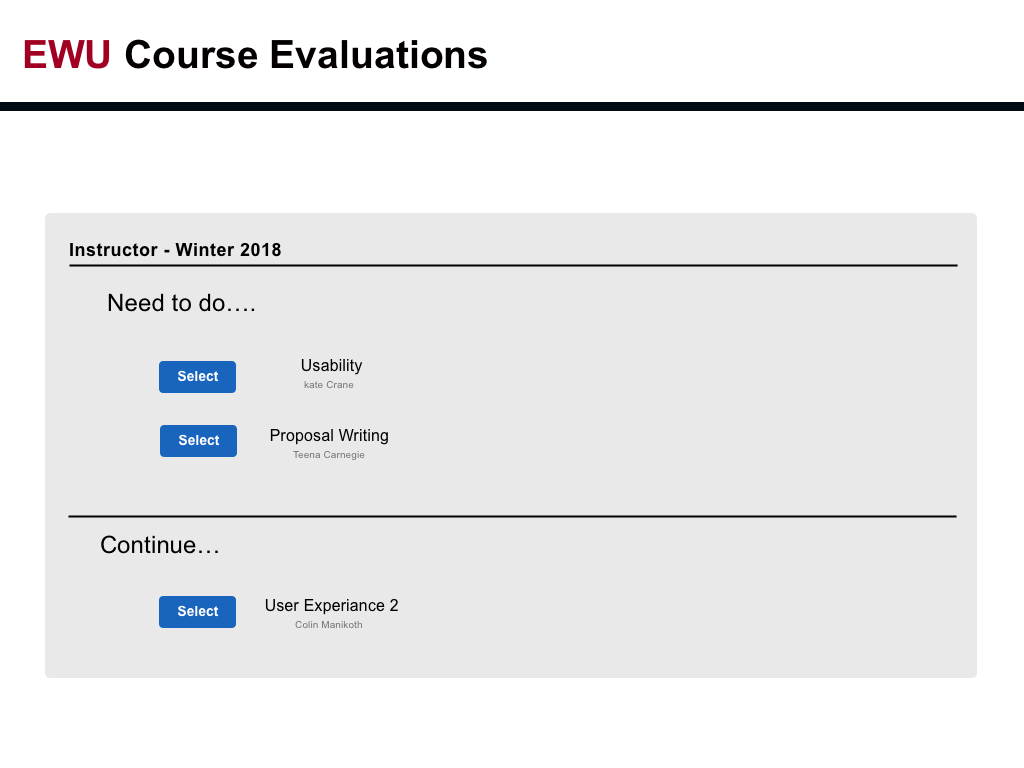 EWU Course Evaluations
Instructor - Winter 2018
Need to do….
Select
Usability
kate Crane
Select
Proposal Writing
Teena Carnegie
Continue…
Select
User Experiance 2
Colin Manikoth